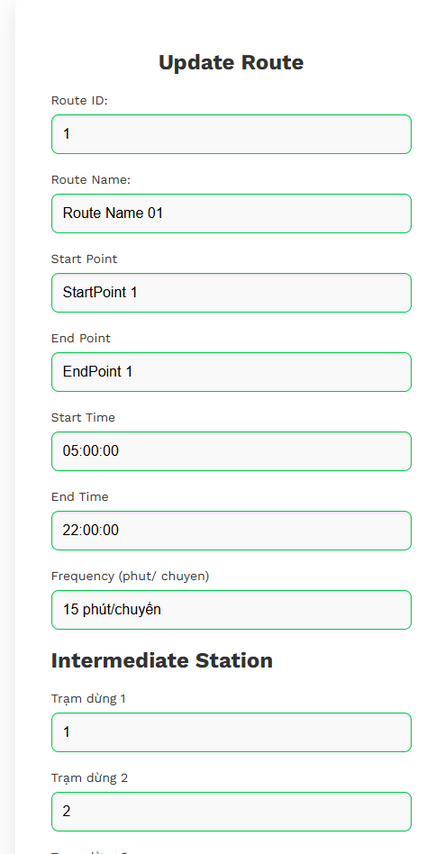 Update Route
Route ID:
1
Route Name:
Route Name 01
Start Point
StartPoint 1
End Point
EndPoint 1
Start Time
05:00:00
End Time
22:00:00
Frequency (phut/ chuyen)
15 phút/chuyến
Intermediate Station
Trạm dừng 1
1
Trạm dừng 2
2